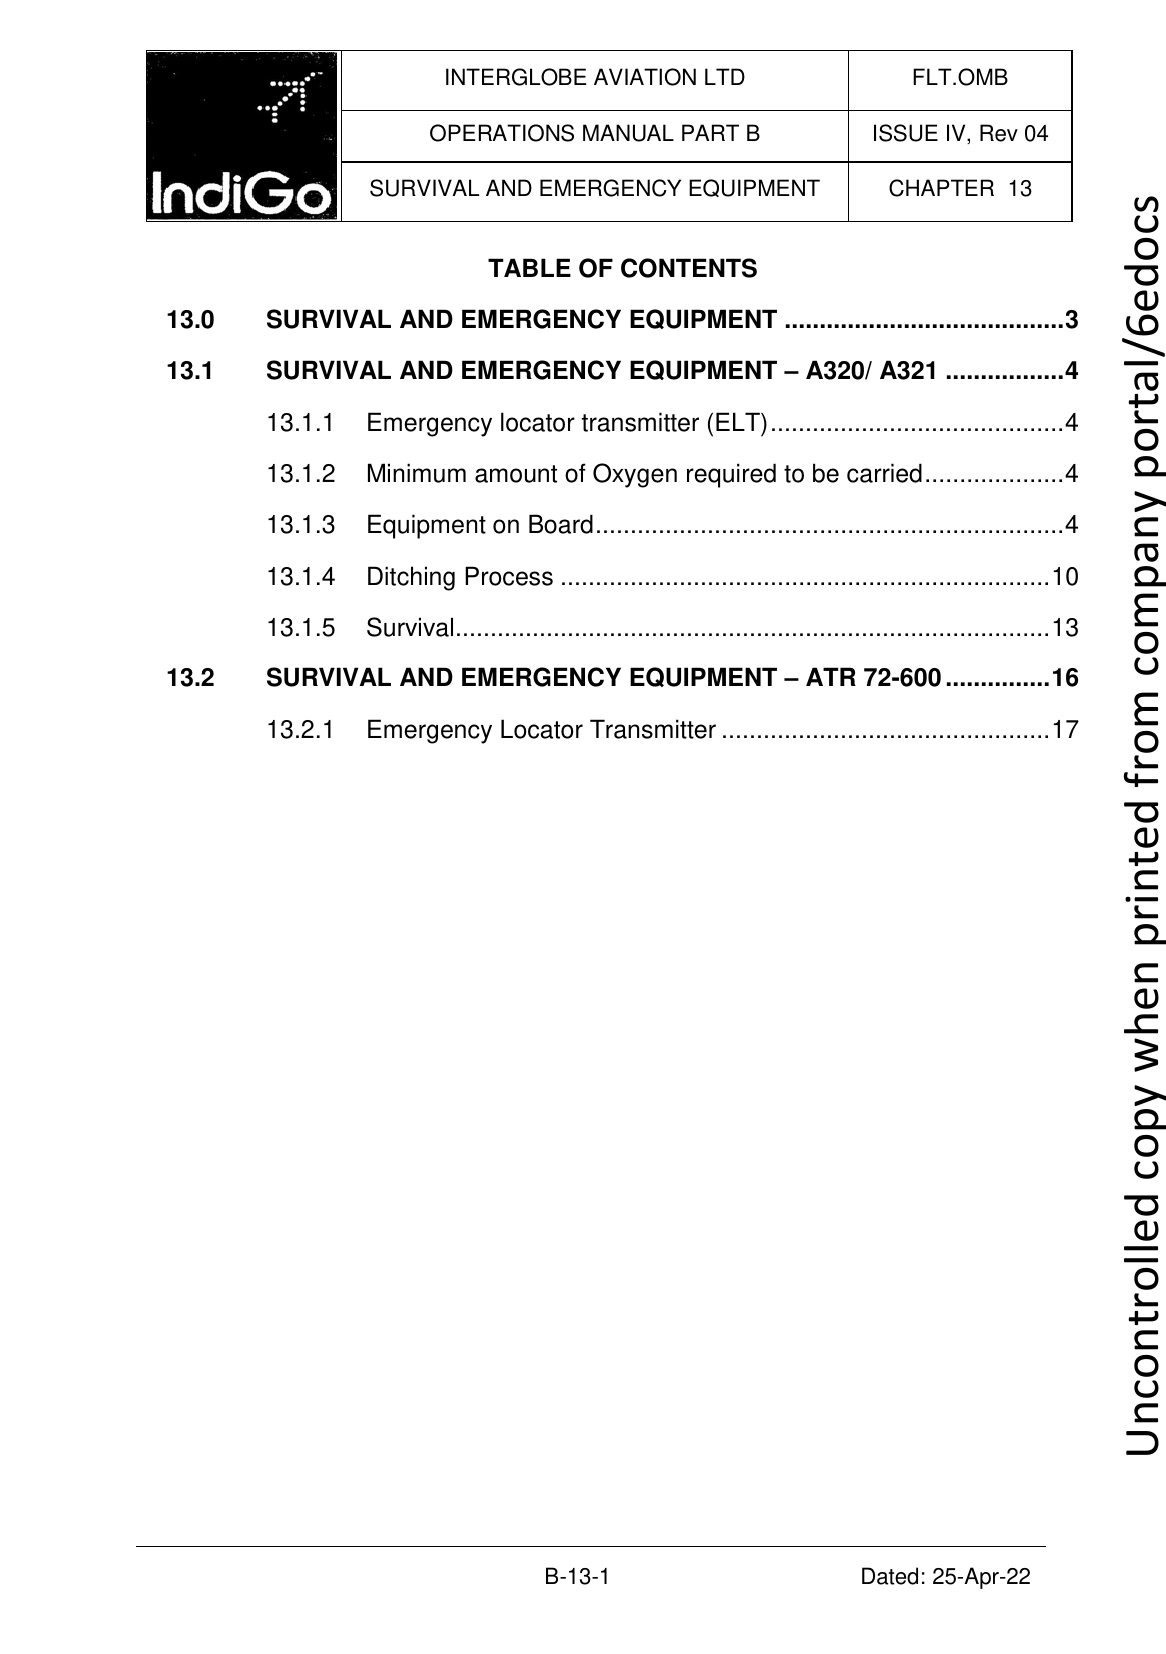 INTERGLOBE AVIATION LTD
FLT.OMB
OPERATIONS MANUAL PART B
ISSUE IV, Rev 04
IndiGo
SURVIVAL AND EMERGENCY EQUIPMENT
CHAPTER 13
TABLE OF CONTENTS
13.0 SURVIVAL AND EMERGENCY EQUIPMENT ........................................3
13.1 SURVIVAL AND EMERGENCY EQUIPMENT – A320/ A321 .................4
13.1.1 Emergency locator transmitter (ELT)..........................................4
13.1.2 Minimum amount of Oxygen required to be carried....................4
13.1.3 Equipment on Board...................................................................4
13.1.4 Ditching Process ......................................................................10
13.1.5 Survival.....................................................................................13
13.2 SURVIVAL AND EMERGENCY EQUIPMENT – ATR 72-600...............16
13.2.1 Emergency Locator Transmitter ...............................................17
Uncontrolled copy when printed from company portal/6edocs
B-13-1
Dated: 25-Apr-22